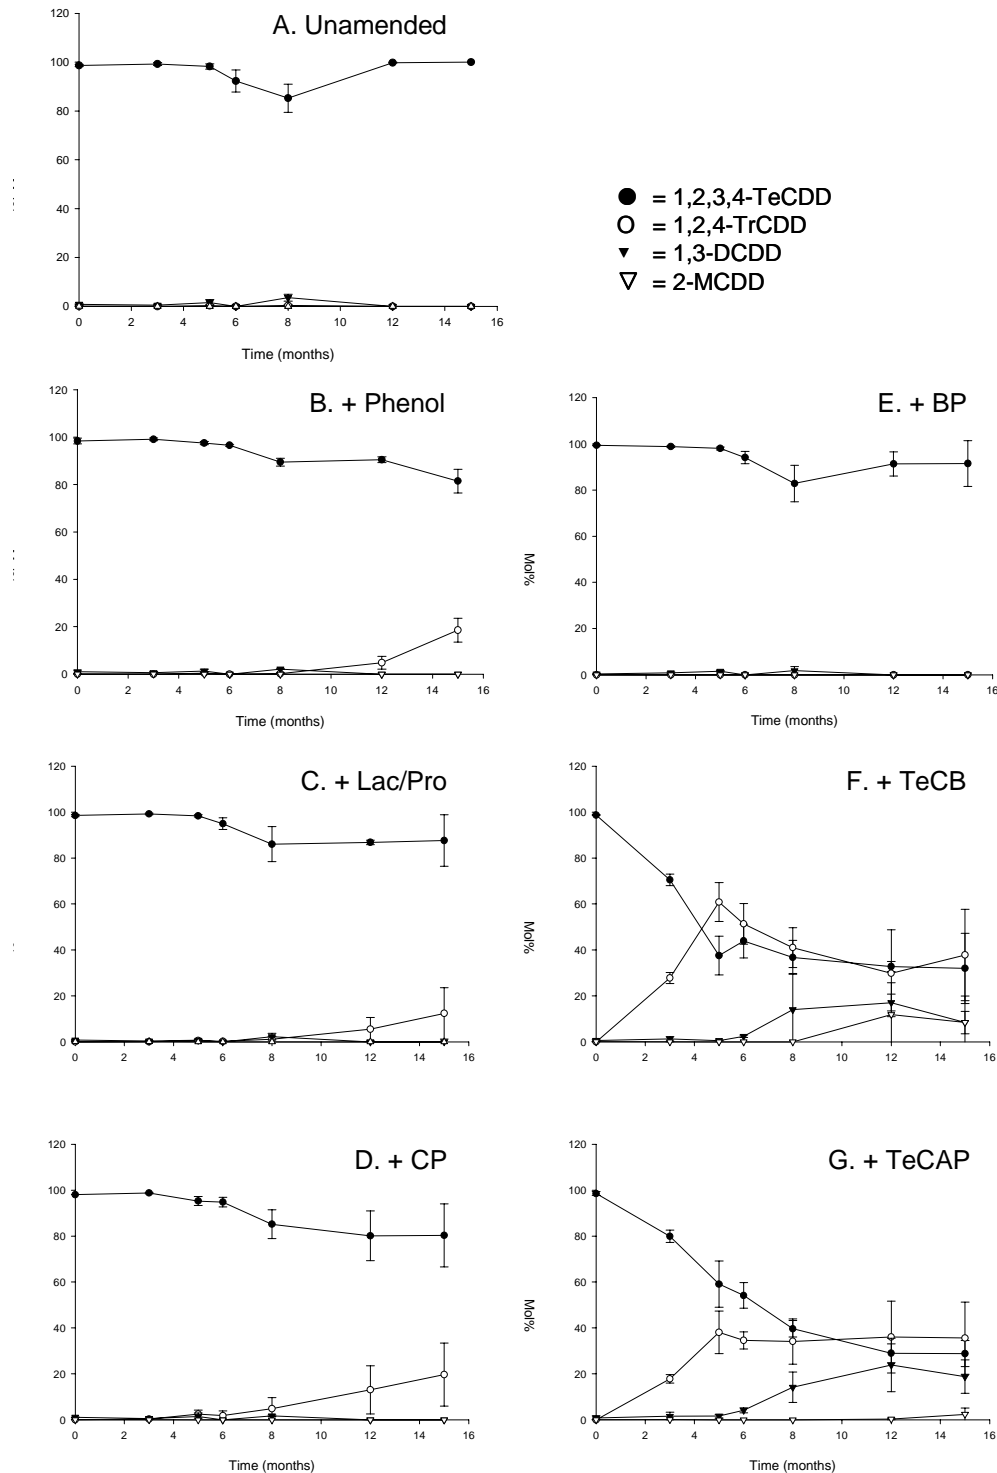 A. Unamended
120
100
80
60
40
20
0
0 2 4 6 8 10 12 14 16
Time (months)
= 1,2,3,4-TeCDD
= 1,2,4-TrCDD
= 1,3-DCDD
= 2-MCDD
B. + Phenol
120
100
80
60
40
20
0
0 2 4 6 8 10 12 14 16
Time (months)
E. + BP
Mol%
120
100
80
60
40
20
0
0 2 4 6 8 10 12 14 16
C. + Lac/Pro
120
100
80
60
40
20
0
0 2 4 6 8 10 12 14 16
F. + TeCB
Mol%
120
100
80
60
40
20
0
0 2 4 6 8 10 12 14 16
D. + CP
120
100
80
60
40
20
0
0 2 4 6 8 10 12 14 16
Time (months)
G. + TeCAP
Mol%
120
100
80
60
40
20
0
0 2 4 6 8 10 12 14 16
Time (months)